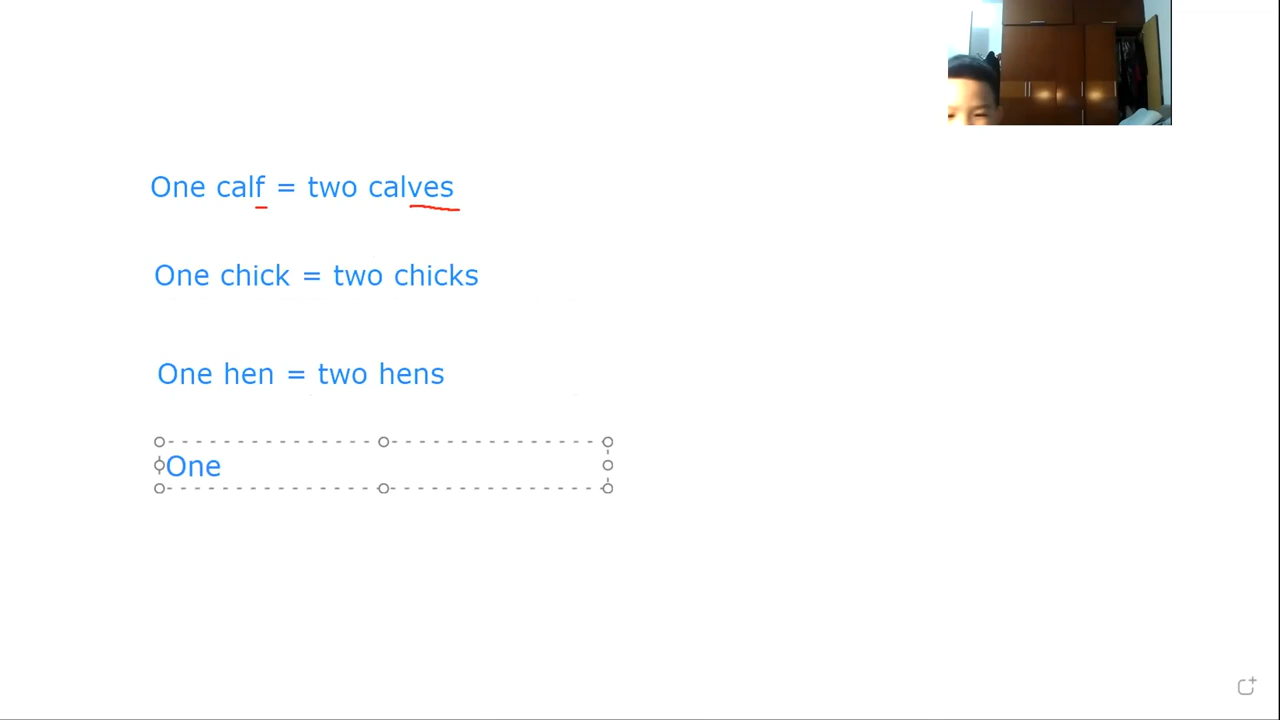 One calf = two calves
One chick = two chicks
One hen = two hens
One